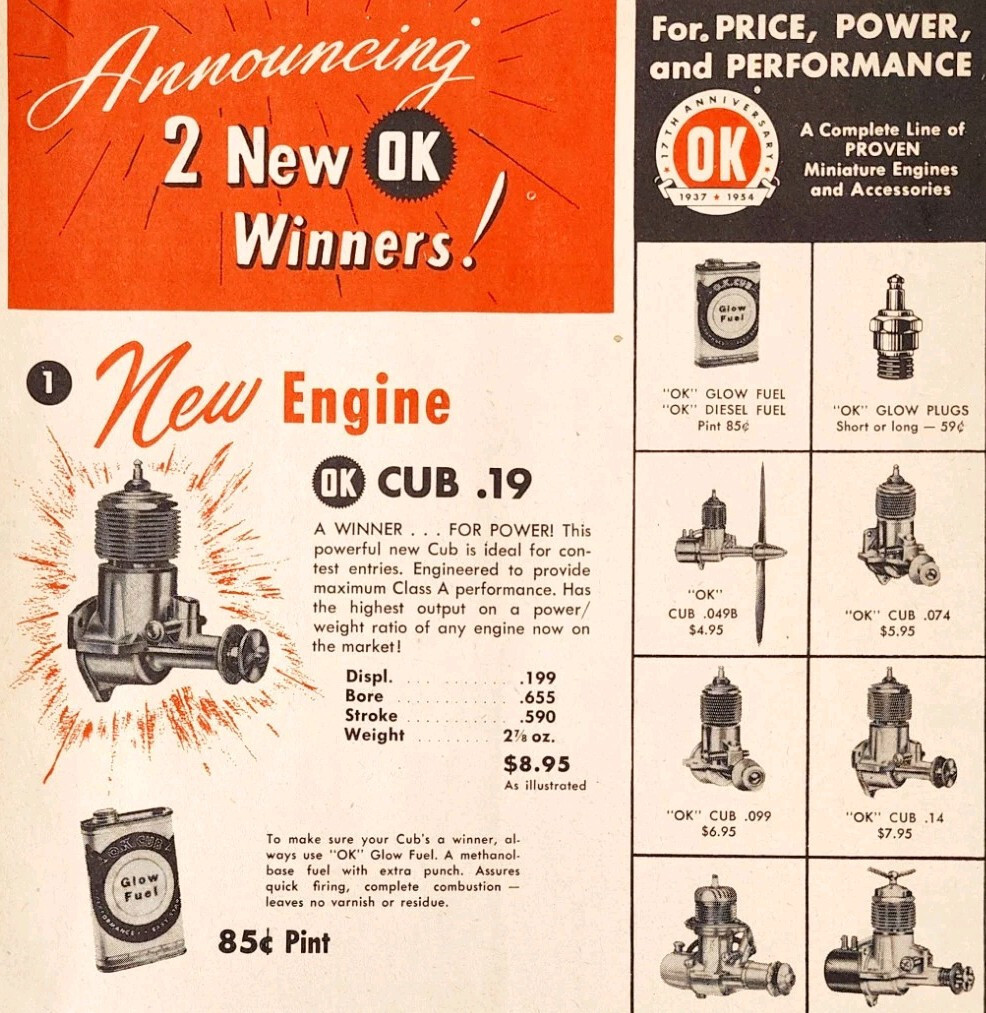 Announcing
2 New OK
Winners!
1 New Engine
OK CUB .19
A WINNER . . . FOR POWER! This
powerful new Cub is ideal for con-
test entries. Engineered to provide
maximum Class A performance. Has
the highest output on a power/
weight ratio of any engine now on
the market!
Displ. . . . . . . . . . . . . .199
Bore . . . . . . . . . . . . . .655
Stroke . . . . . . . . . . . . .590
Weight . . . . . . . . . 2⅞ oz.
$8.95
As illustrated
O.K. CUB
Glow
Fuel
To make sure your Cub's a winner, al-
ways use "OK" Glow Fuel. A methanol-
base fuel with extra punch. Assures
quick firing, complete combustion —
leaves no varnish or residue.
85¢ Pint
For. PRICE, POWER,
and PERFORMANCE
17TH ANNIVERSARY
OK
1937 ★ 1954
A Complete Line of
PROVEN
Miniature Engines
and Accessories
O.K. CUB
Glow
Fuel
"OK" GLOW FUEL
"OK" DIESEL FUEL
Pint 85¢
"OK" GLOW PLUGS
Short or long — 59¢
"OK"
CUB .049B
$4.95
"OK" CUB .074
$5.95
"OK" CUB .099
$6.95
"OK" CUB .14
$7.95